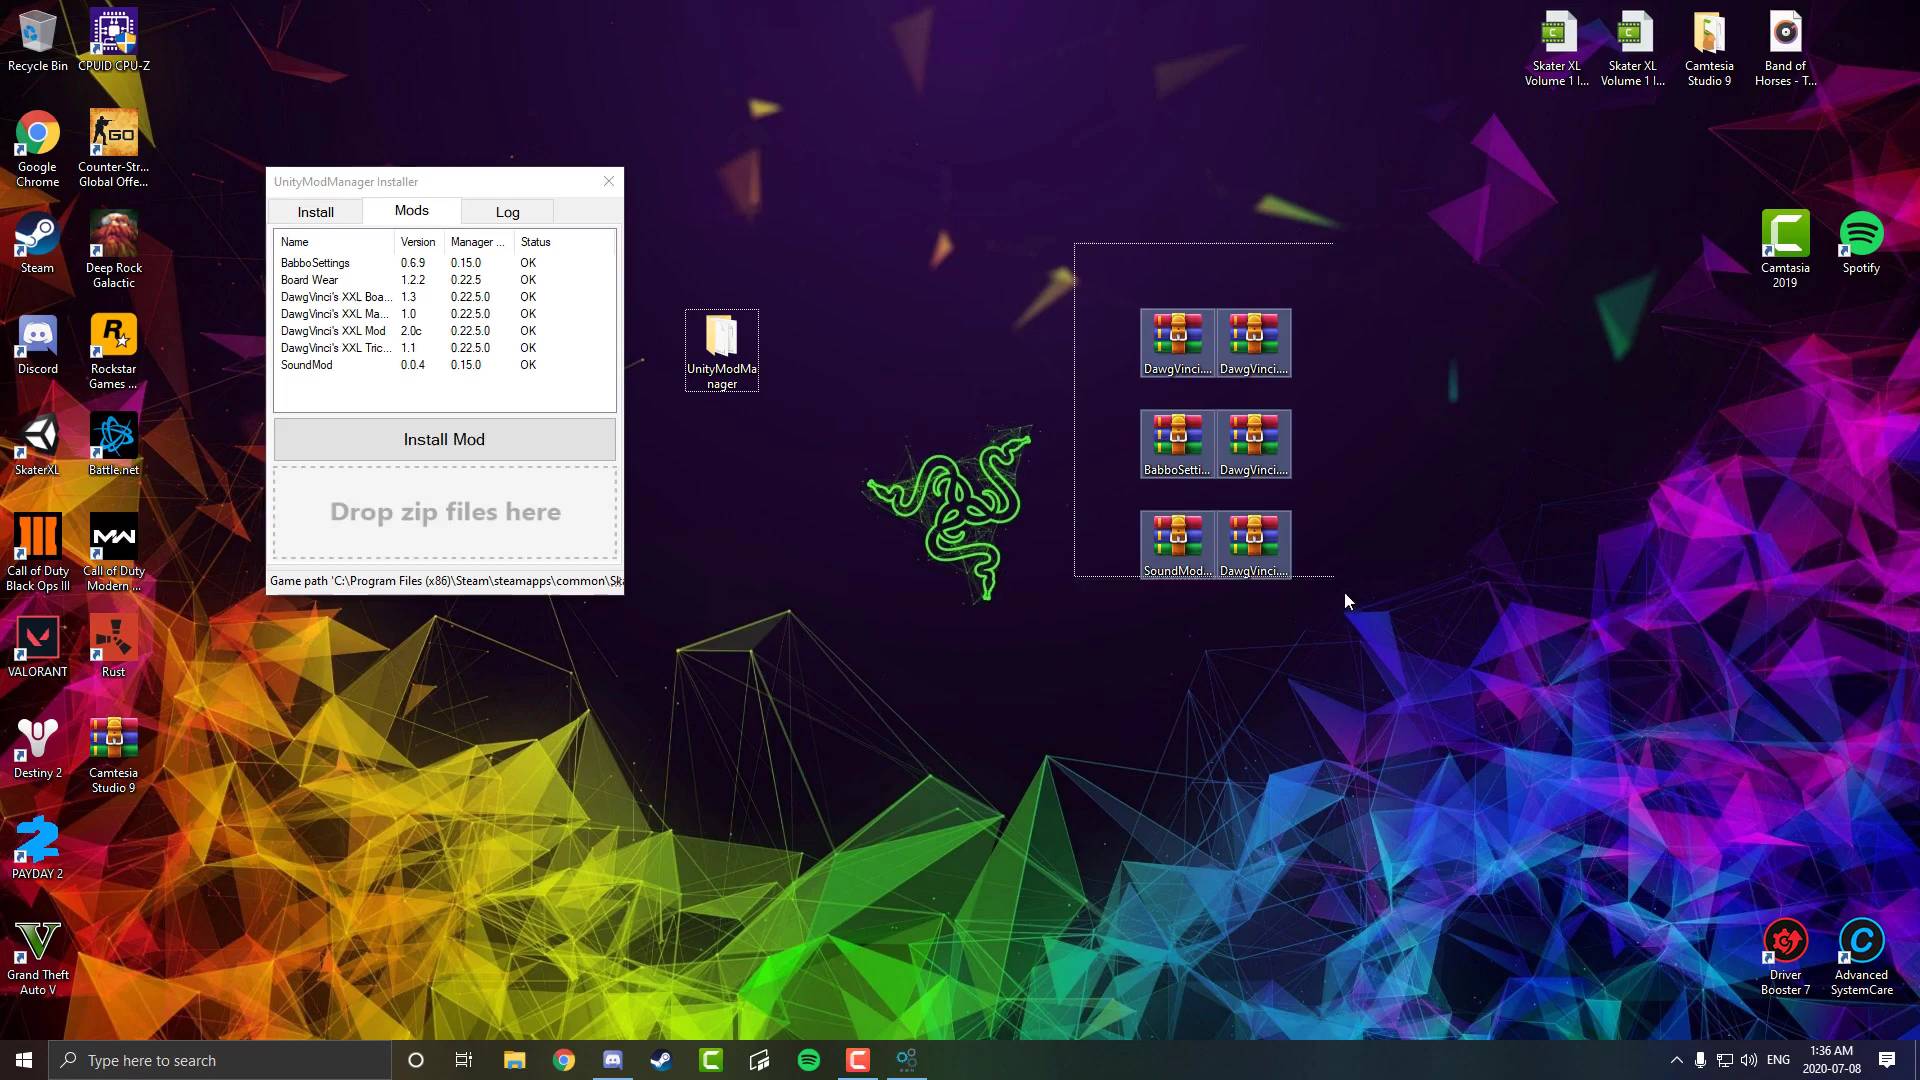 Recycle Bin
CPUID CPU-Z
Google
Chrome
Counter-Str...
Global Offe...
Steam
Deep Rock
Galactic
Discord
Rockstar
Games ...
SkaterXL
Battle.net
Call of Duty
Black Ops III
Call of Duty
Modern ...
VALORANT
Rust
Destiny 2
Camtesia
Studio 9
PAYDAY 2
Grand Theft
Auto V
UnityModManager Installer
Install
Mods
Log
Name Version Manager ... Status
BabboSettings 0.6.9 0.15.0 OK
Board Wear 1.2.2 0.22.5 OK
DawgVinci's XXL Boa... 1.3 0.22.5.0 OK
DawgVinci's XXL Ma... 1.0 0.22.5.0 OK
DawgVinci's XXL Mod 2.0c 0.22.5.0 OK
DawgVinci's XXL Tric... 1.1 0.22.5.0 OK
SoundMod 0.0.4 0.15.0 OK
Install Mod
Drop zip files here
Game path 'C:\Program Files (x86)\Steam\steamapps\common\Ska
UnityModMa
nager
DawgVinci....
DawgVinci....
BabboSetti...
DawgVinci....
SoundMod...
DawgVinci....
Skater XL
Volume 1 I...
Skater XL
Volume 1 I...
Camtesia
Studio 9
Band of
Horses - T...
Camtasia
2019
Spotify
Driver
Booster 7
Advanced
SystemCare
Type here to search
ENG
1:36 AM
2020-07-08